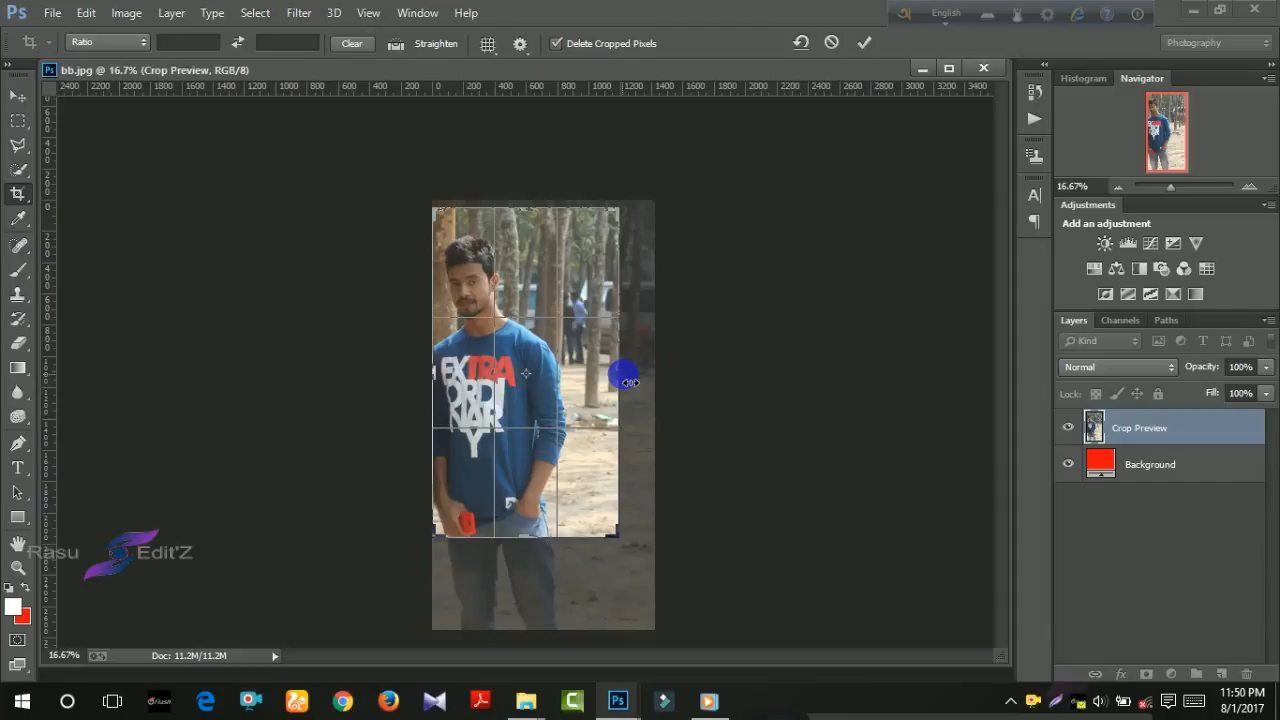 Ps File Edit Image Layer Type Select Filter 3D View Window Help
English
Ratio Clear Straighten Delete Cropped Pixels Photography
bb.jpg @ 16.7% (Crop Preview, RGB/8)
2400 2200 2000 1800 1600 1400 1200 1000 800 600 400 200 0 200 400 600 800 1000 1200 1400 1600 1800 2000 2200 2400 2600 2800 3000 3200 3400
Histogram Navigator
16.67%
Adjustments
Add an adjustment
Layers Channels Paths
Kind
Normal Opacity: 100%
Lock: Fill: 100%
Crop Preview
Background
EXTRA
ORDI
NAR
Y
Rasu Edit'Z
16.67% Doc: 11.2M/11.2M
11:50 PM
8/1/2017